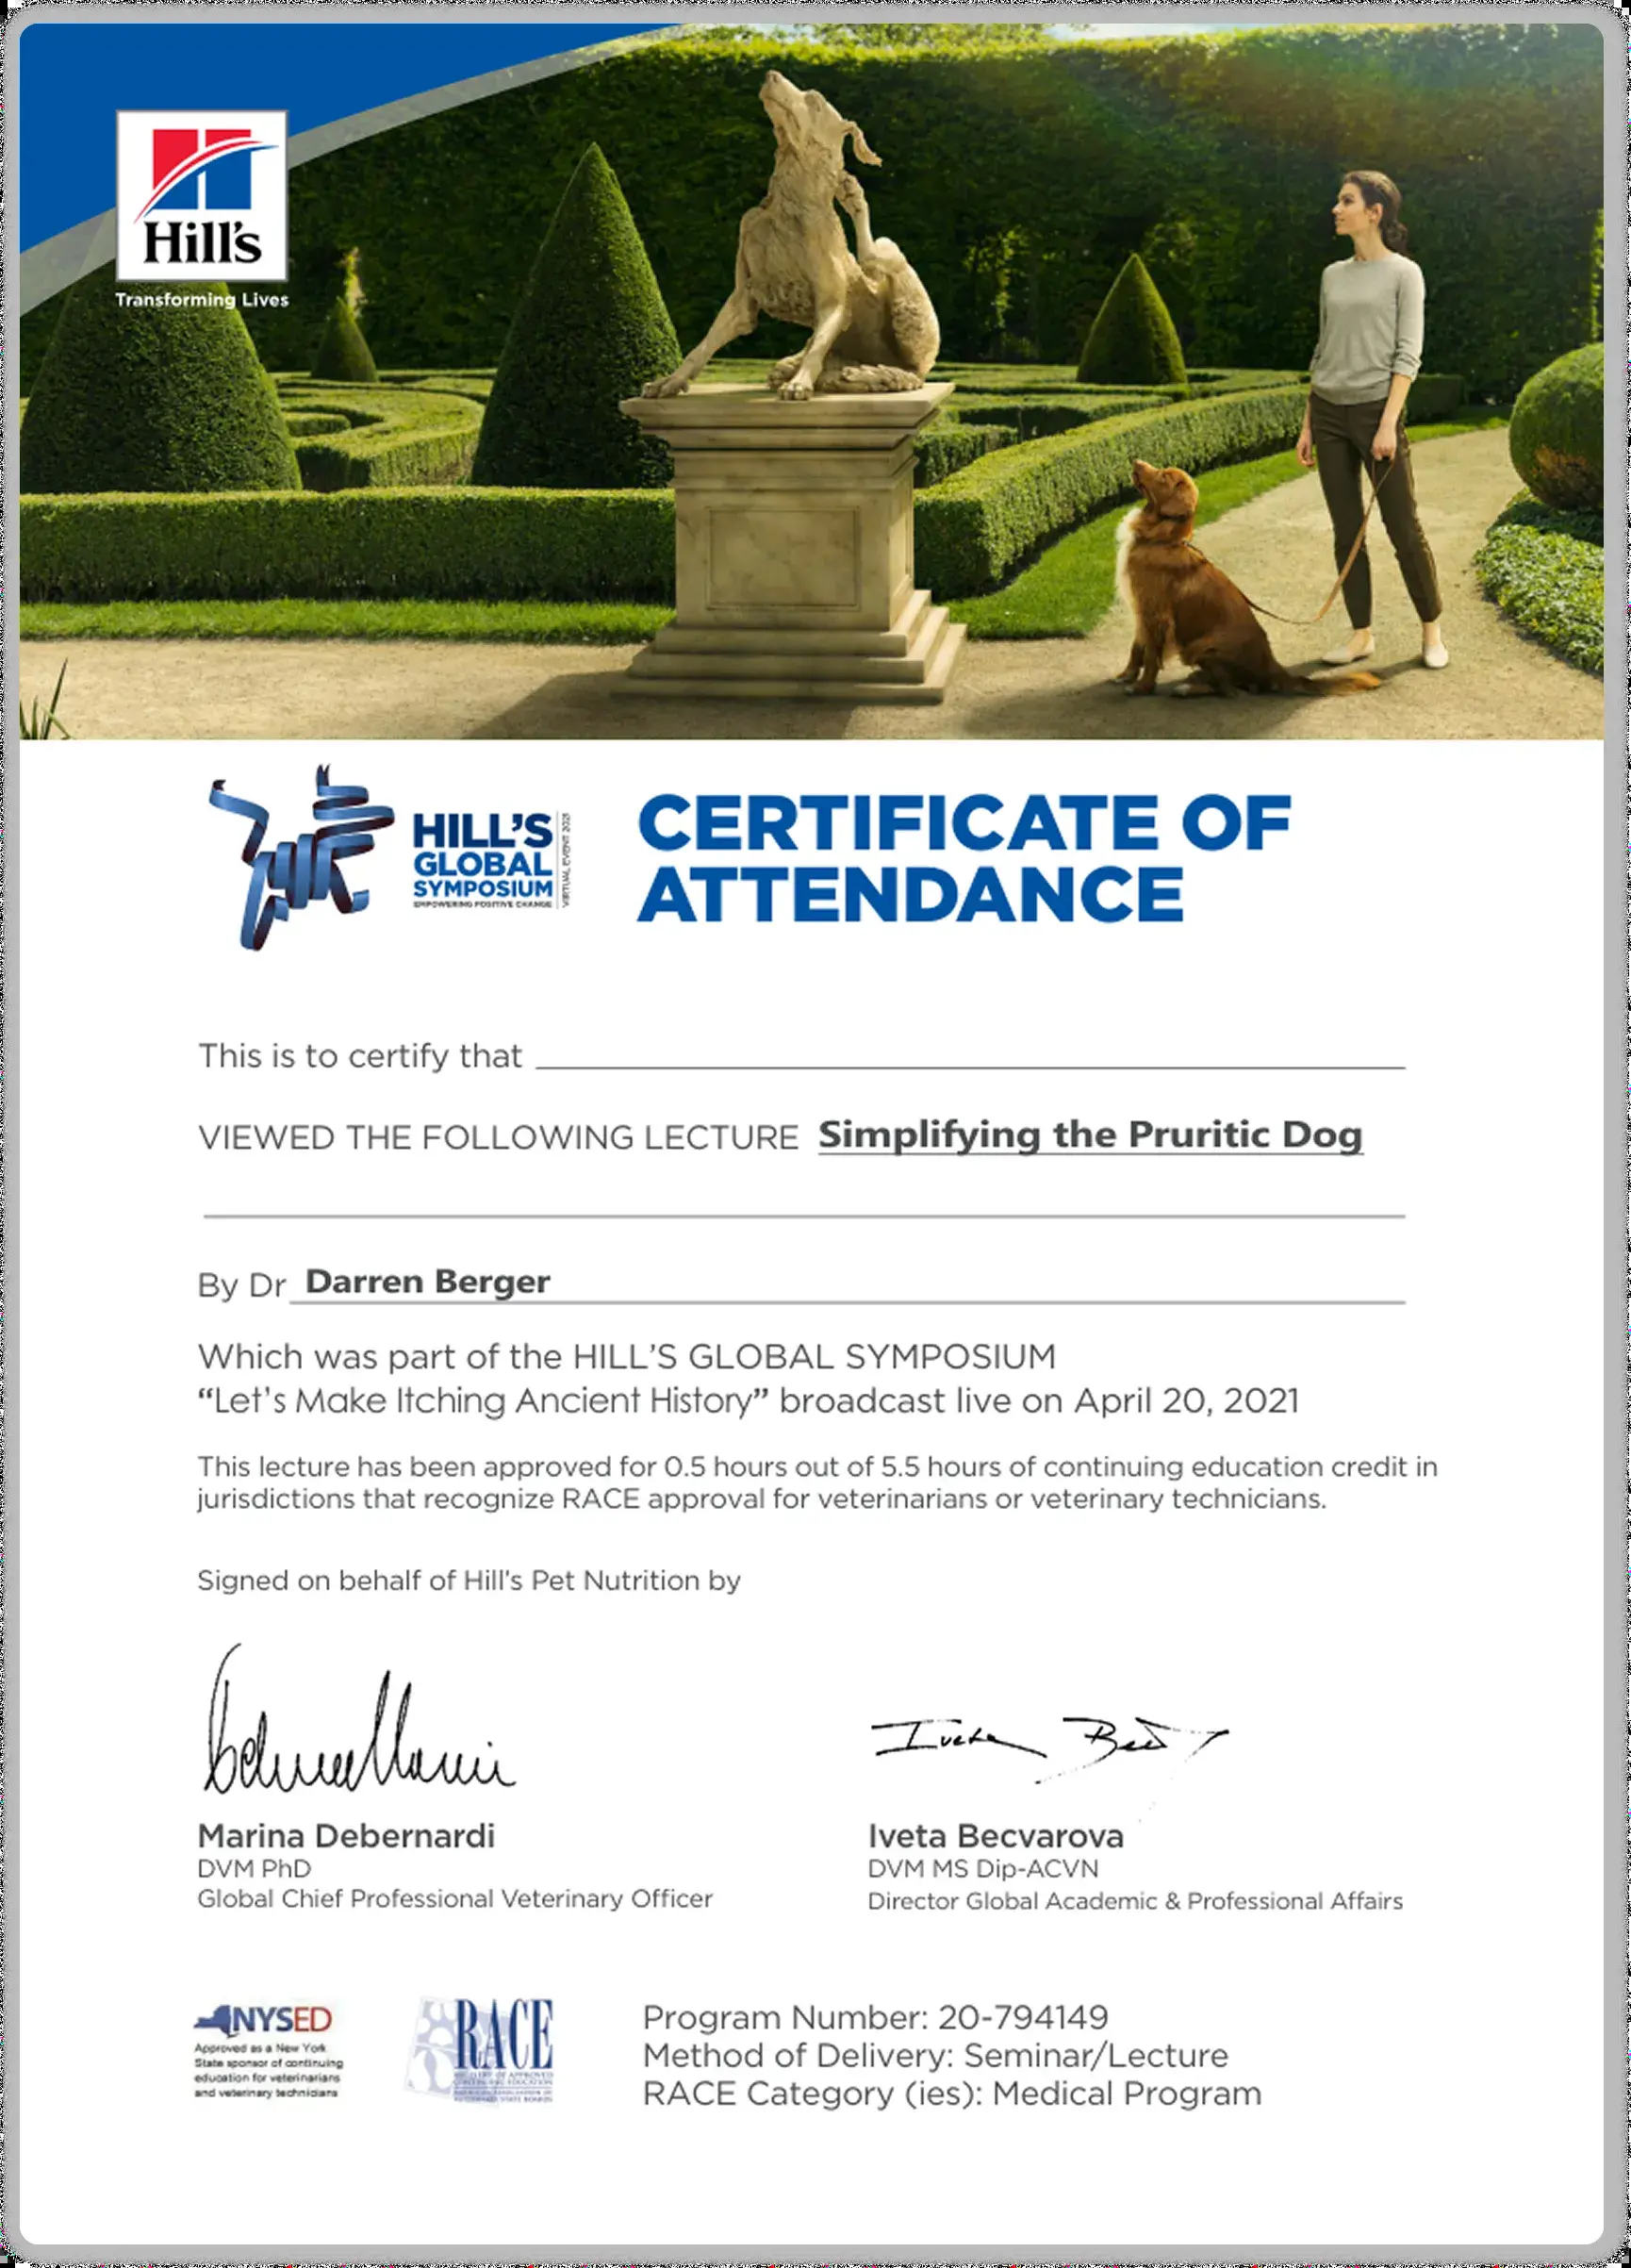 Hill's
Transforming Lives
HILL'S
GLOBAL
SYMPOSIUM
EMPOWERING POSITIVE CHANGE
VIRTUAL EVENT 2021
CERTIFICATE OF
ATTENDANCE
This is to certify that
VIEWED THE FOLLOWING LECTURE Simplifying the Pruritic Dog
By Dr Darren Berger
Which was part of the HILL'S GLOBAL SYMPOSIUM
“Let's Make Itching Ancient History” broadcast live on April 20, 2021
This lecture has been approved for 0.5 hours out of 5.5 hours of continuing education credit in
jurisdictions that recognize RACE approval for veterinarians or veterinary technicians.
Signed on behalf of Hill's Pet Nutrition by
Iveta
Marina Debernardi
DVM PhD
Global Chief Professional Veterinary Officer
Iveta Becvarova
DVM MS Dip-ACVN
Director Global Academic & Professional Affairs
NYSED
Approved as a New York
State sponsor of continuing
education for veterinarians
and veterinary technicians
RACE
Program Number: 20-794149
Method of Delivery: Seminar/Lecture
RACE Category (ies): Medical Program